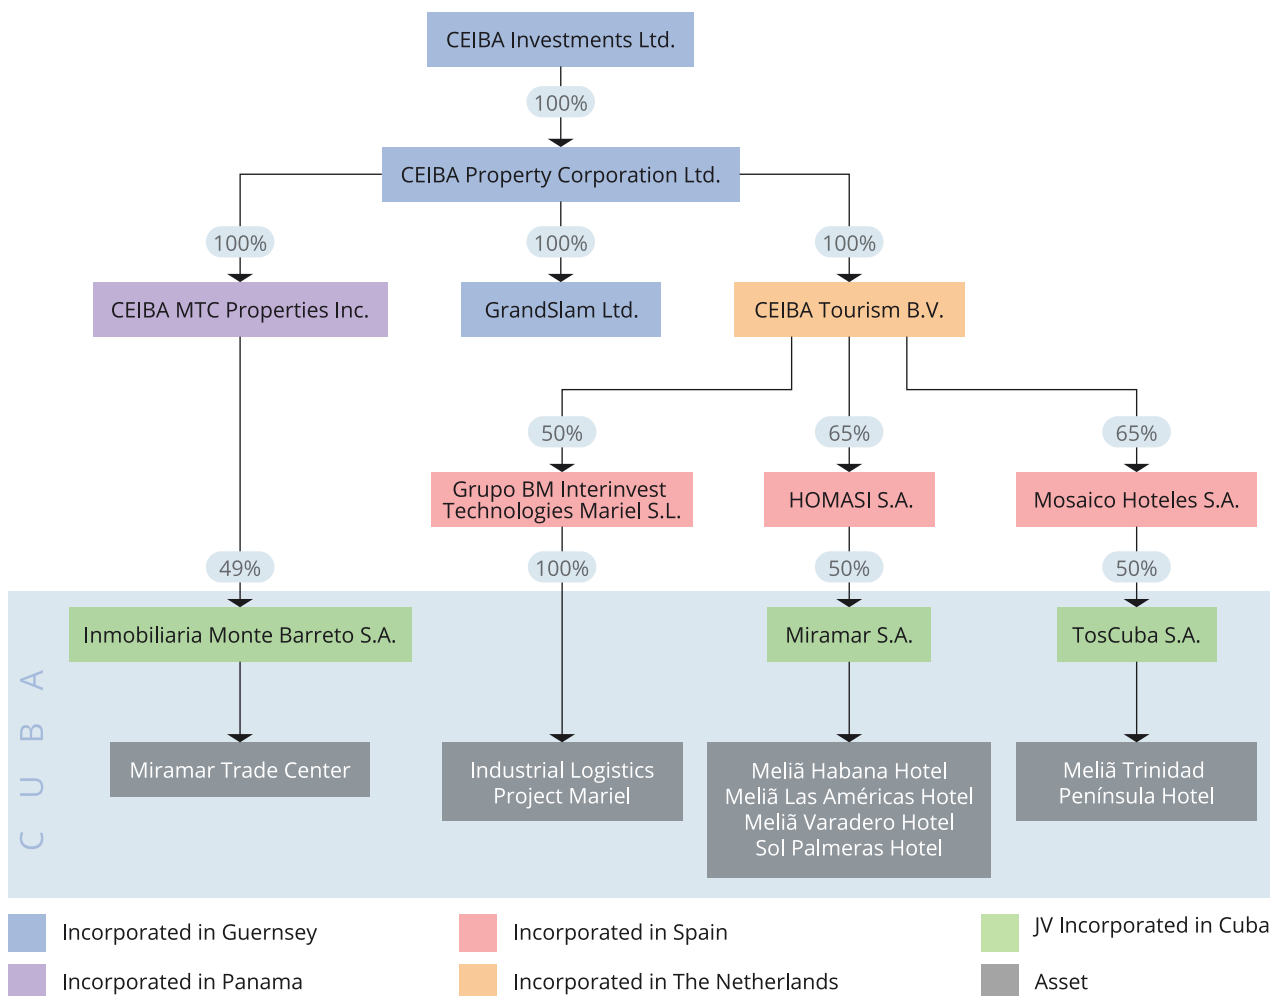 CEIBA Investments Ltd.
100%
CEIBA Property Corporation Ltd.
100%
100%
100%
CEIBA MTC Properties Inc.
GrandSlam Ltd.
CEIBA Tourism B.V.
50%
65%
65%
Grupo BM Interinvest
Technologies Mariel S.L.
HOMASI S.A.
Mosaico Hoteles S.A.
49%
100%
50%
50%
CUBA
Inmobiliaria Monte Barreto S.A.
Miramar S.A.
TosCuba S.A.
Miramar Trade Center
Industrial Logistics
Project Mariel
Meliã Habana Hotel
Meliã Las Américas Hotel
Meliã Varadero Hotel
Sol Palmeras Hotel
Meliã Trinidad
Península Hotel
Incorporated in Guernsey
Incorporated in Spain
JV Incorporated in Cuba
Incorporated in Panama
Incorporated in The Netherlands
Asset